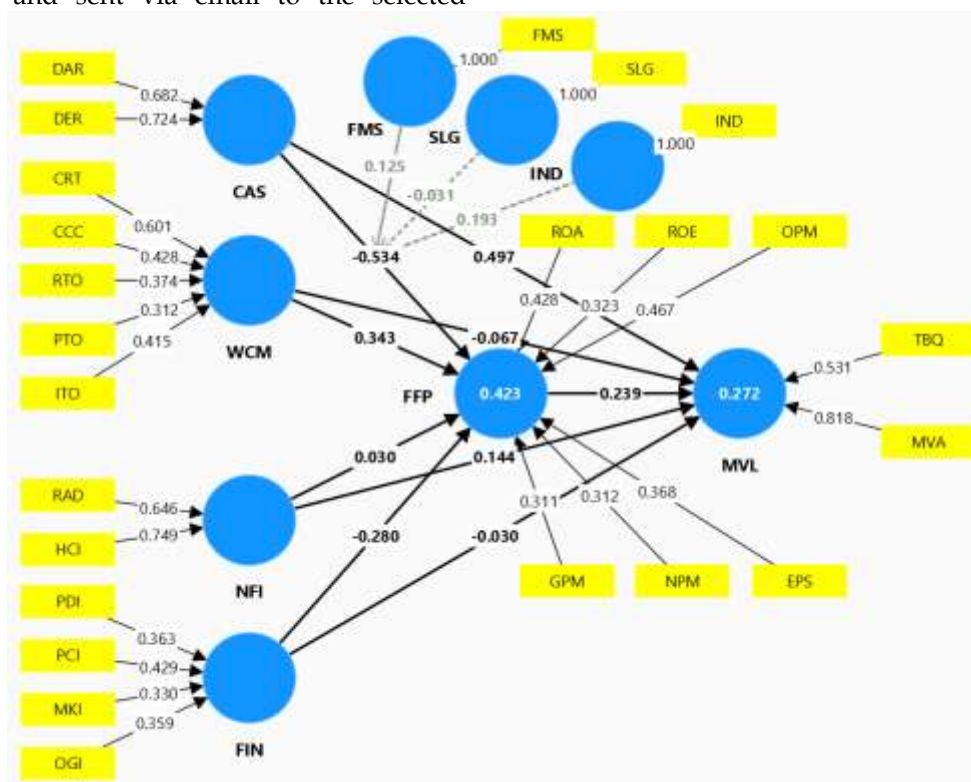 and sent via email to the selected
FMS
DAR
SLG
1.000
DER
0.682
0.724
1.000
FMS
IND
SLG
1.000
CRT
0.125
IND
CAS
-0.031
0.193
CCC
0.601
ROA
ROE
OPM
0.428
-0.534
0.497
RTO
0.374
0.428
0.323
0.467
PTO
0.312
-0.067
TBQ
0.415
WCM
0.343
0.531
ITO
FFP
0.423
0.239
0.272
0.818
MVA
0.030
0.144
MVL
RAD
0.646
0.311
0.312
0.368
HCI
0.749
-0.280
-0.030
NFI
GPM
NPM
EPS
PDI
0.363
PCI
0.429
0.330
MKI
0.359
OGI
FIN